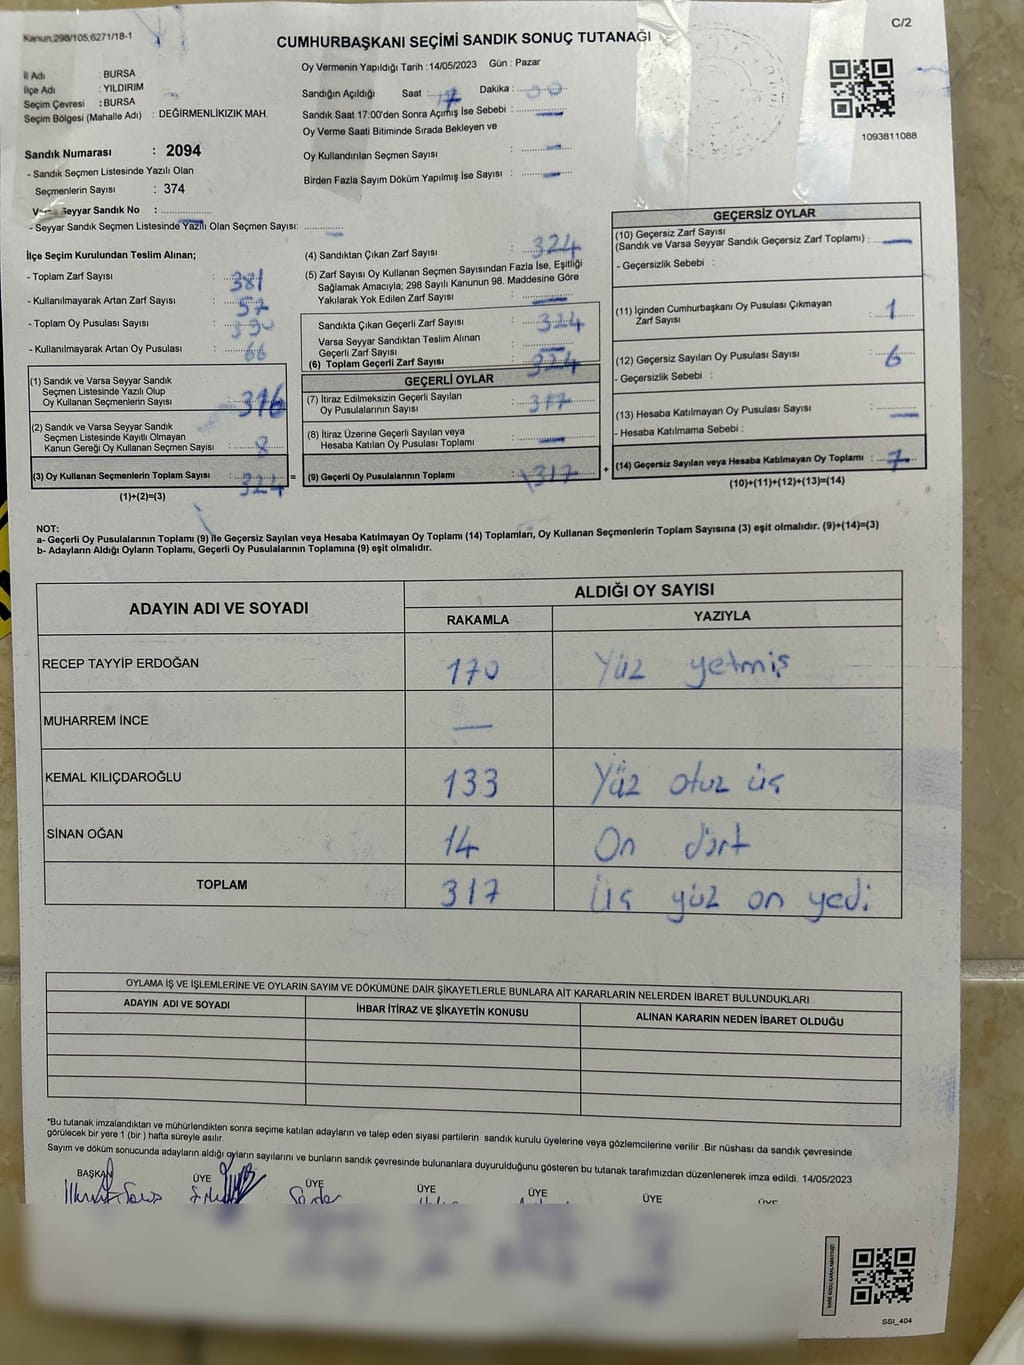 Kanun,298/105,6271/18-1
C/2
CUMHURBAŞKANI SEÇİMİ SANDIK SONUÇ TUTANAĞI
İl Adı : BURSA
İlçe Adı : YILDIRIM
Seçim Çevresi : BURSA
Seçim Bölgesi (Mahalle Adı) : DEĞİRMENLİKIZIK MAH.
Sandık Numarası : 2094
- Sandık Seçmen Listesinde Yazılı Olan
Seçmenlerin Sayısı : 374
Seyyar Sandık No :
- Seyyar Sandık Seçmen Listesinde Yazılı Olan Seçmen Sayısı:
Oy Vermenin Yapıldığı Tarih :14/05/2023 Gün : Pazar
Sandığın Açıldığı Saat : 17 Dakika : 00
Sandık Saat 17:00'den Sonra Açımış İse Sebebi :
Oy Verme Saati Bitiminde Sırada Bekleyen ve
Oy Kullandırılan Seçmen Sayısı :
Birden Fazla Sayım Döküm Yapılmış İse Sayısı :
1093811088
İlçe Seçim Kurulundan Teslim Alınan;
- Toplam Zarf Sayısı : 381
- Kullanılmayarak Artan Zarf Sayısı : 57
- Toplam Oy Pusulası Sayısı : 390
- Kullanılmayarak Artan Oy Pusulası : 66
(1) Sandık ve Varsa Seyyar Sandık
Seçmen Listesinde Yazılı Olup
Oy Kullanan Seçmenlerin Sayısı : 316
(2) Sandık ve Varsa Seyyar Sandık
Seçmen Listesinde Kayıtlı Olmayan
Kanun Gereği Oy Kullanan Seçmen Sayısı : 8
(3) Oy Kullanan Seçmenlerin Toplam Sayısı : 324
(1)+(2)=(3)
(4) Sandıktan Çıkan Zarf Sayısı : 324
(5) Zarf Sayısı Oy Kullanan Seçmen Sayısından Fazla İse, Eşitliği
Sağlamak Amacıyla; 298 Sayılı Kanunun 98. Maddesine Göre
Yakılarak Yok Edilen Zarf Sayısı :
Sandıkta Çıkan Geçerli Zarf Sayısı : 324
Varsa Seyyar Sandıktan Teslim Alınan
Geçerli Zarf Sayısı :
(6) Toplam Geçerli Zarf Sayısı : 324
GEÇERLİ OYLAR
(7) İtiraz Edilmeksizin Geçerli Sayılan
Oy Pusulalarının Sayısı : 317
(8) İtiraz Üzerine Geçerli Sayılan veya
Hesaba Katılan Oy Pusulası Toplamı :
= (9) Geçerli Oy Pusulalarının Toplamı : 317
GEÇERSİZ OYLAR
(10) Geçersiz Zarf Sayısı
(Sandık ve Varsa Seyyar Sandık Geçersiz Zarf Toplamı) :
- Geçersizlik Sebebi :
(11) İçinden Cumhurbaşkanı Oy Pusulası Çıkmayan
Zarf Sayısı : 1
(12) Geçersiz Sayılan Oy Pusulası Sayısı : 6
- Geçersizlik Sebebi :
(13) Hesaba Katılmayan Oy Pusulası Sayısı :
- Hesaba Katılmama Sebebi :
+ (14) Geçersiz Sayılan veya Hesaba Katılmayan Oy Toplamı : 7
(10)+(11)+(12)+(13)=(14)
NOT:
a- Geçerli Oy Pusulalarının Toplamı (9) ile Geçersiz Sayılan veya Hesaba Katılmayan Oy Toplamı (14) Toplamları, Oy Kullanan Seçmenlerin Toplam Sayısına (3) eşit olmalıdır. (9)+(14)=(3)
b- Adayların Aldığı Oyların Toplamı, Geçerli Oy Pusulalarının Toplamına (9) eşit olmalıdır.
ADAYIN ADI VE SOYADI
ALDIĞI OY SAYISI
RAKAMLA YAZIYLA
RECEP TAYYİP ERDOĞAN 170 Yüz yetmiş
MUHARREM İNCE —
KEMAL KILIÇDAROĞLU 133 Yüz otuz üç
SİNAN OĞAN 14 On dört
TOPLAM 317 Üç yüz on yedi
OYLAMA İŞ VE İŞLEMLERİNE VE OYLARIN SAYIM VE DÖKÜMÜNE DAİR ŞİKAYETLERLE BUNLARA AİT KARARLARIN NELERDEN İBARET BULUNDUKLARI
ADAYIN ADI VE SOYADI İHBAR İTİRAZ VE ŞİKAYETİN KONUSU ALINAN KARARIN NEDEN İBARET OLDUĞU
*Bu tutanak imzalandıktan ve mühürlendikten sonra seçime katılan adayların ve talep eden siyasi partilerin sandık kurulu üyelerine veya gözlemcilerine verilir .Bir nüshası da sandık çevresinde
görülecek bir yere 1 (bir ) hafta süreyle asılır.
Sayım ve döküm sonucunda adayların aldığı oyların sayılarını ve bunların sandık çevresinde bulunanlara duyurulduğunu gösteren bu tutanak tarafımızdan düzenlenerek imza edildi. 14/05/2023
BAŞKAN ÜYE ÜYE ÜYE ÜYE ÜYE ÜYE
KARE KODU KARALAMAYINIZ!
SSİ_404